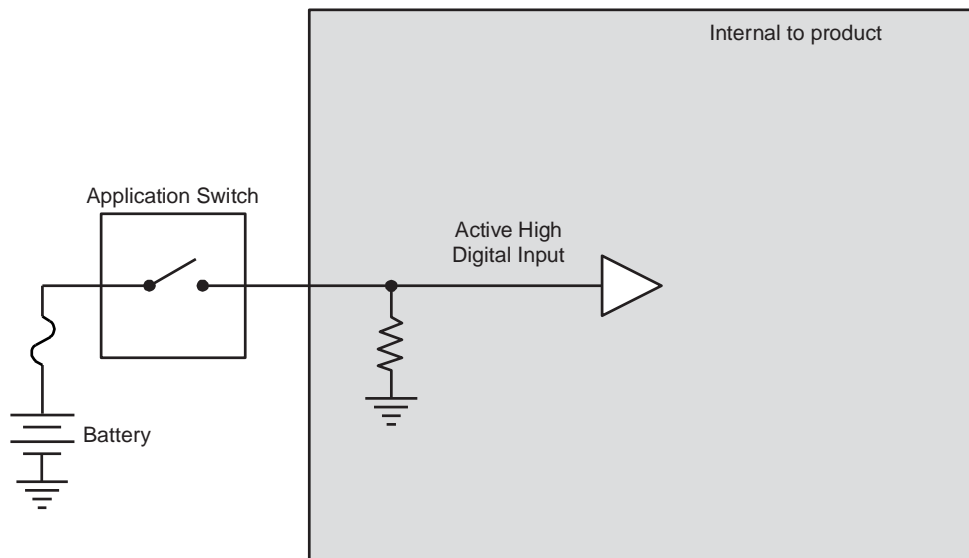 Internal to product
Application Switch
Active High
Digital Input
Battery